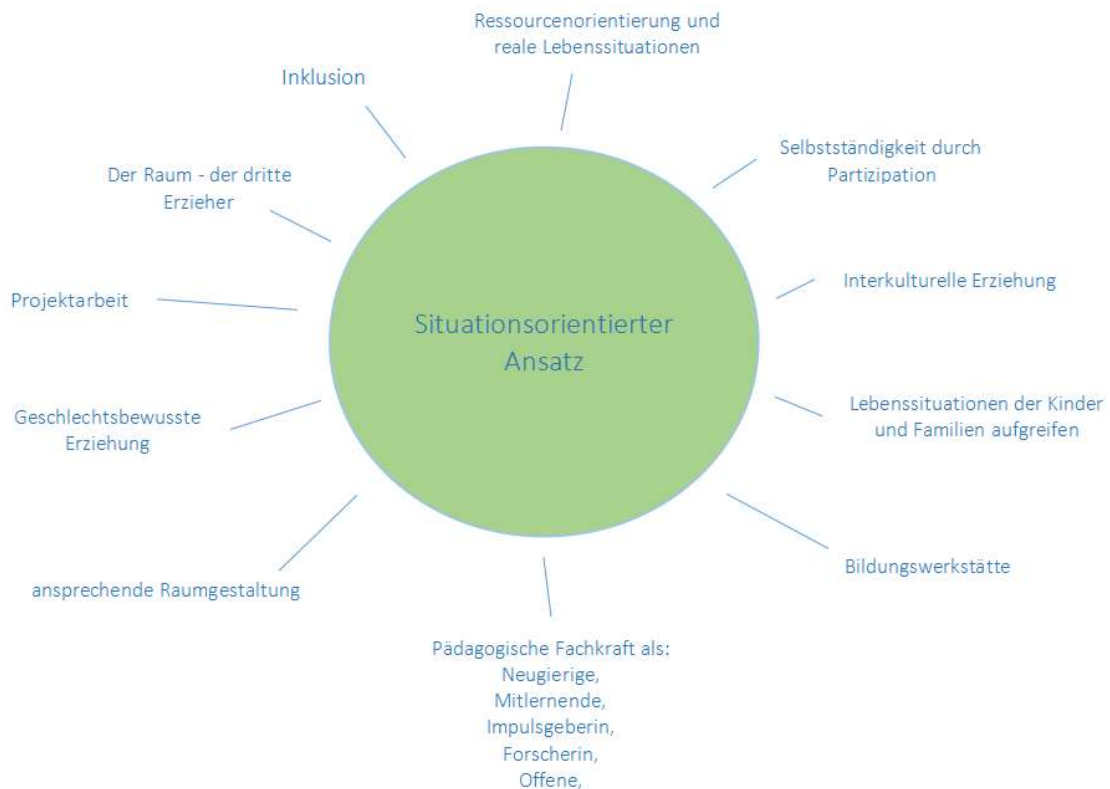 Ressourcenorientierung und
reale Lebenssituationen
Inklusion
Selbstständigkeit durch
Partizipation
Der Raum - der dritte
Erzieher
Interkulturelle Erziehung
Projektarbeit
Situationsorientierter
Ansatz
Geschlechtsbewusste
Erziehung
Lebenssituationen der Kinder
und Familien aufgreifen
Bildungswerkstätte
ansprechende Raumgestaltung
Pädagogische Fachkraft als:
Neugierige,
Mitlernende,
Impulsgeberin,
Forscherin,
Offene,